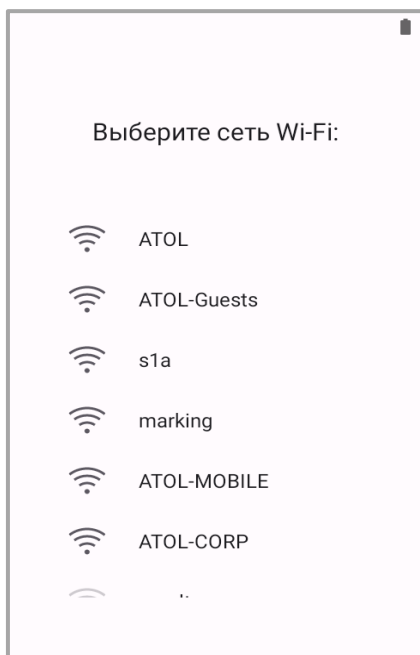 Выберите сеть Wi-Fi:
ATOL
ATOL-Guests
s1a
marking
ATOL-MOBILE
ATOL-CORP